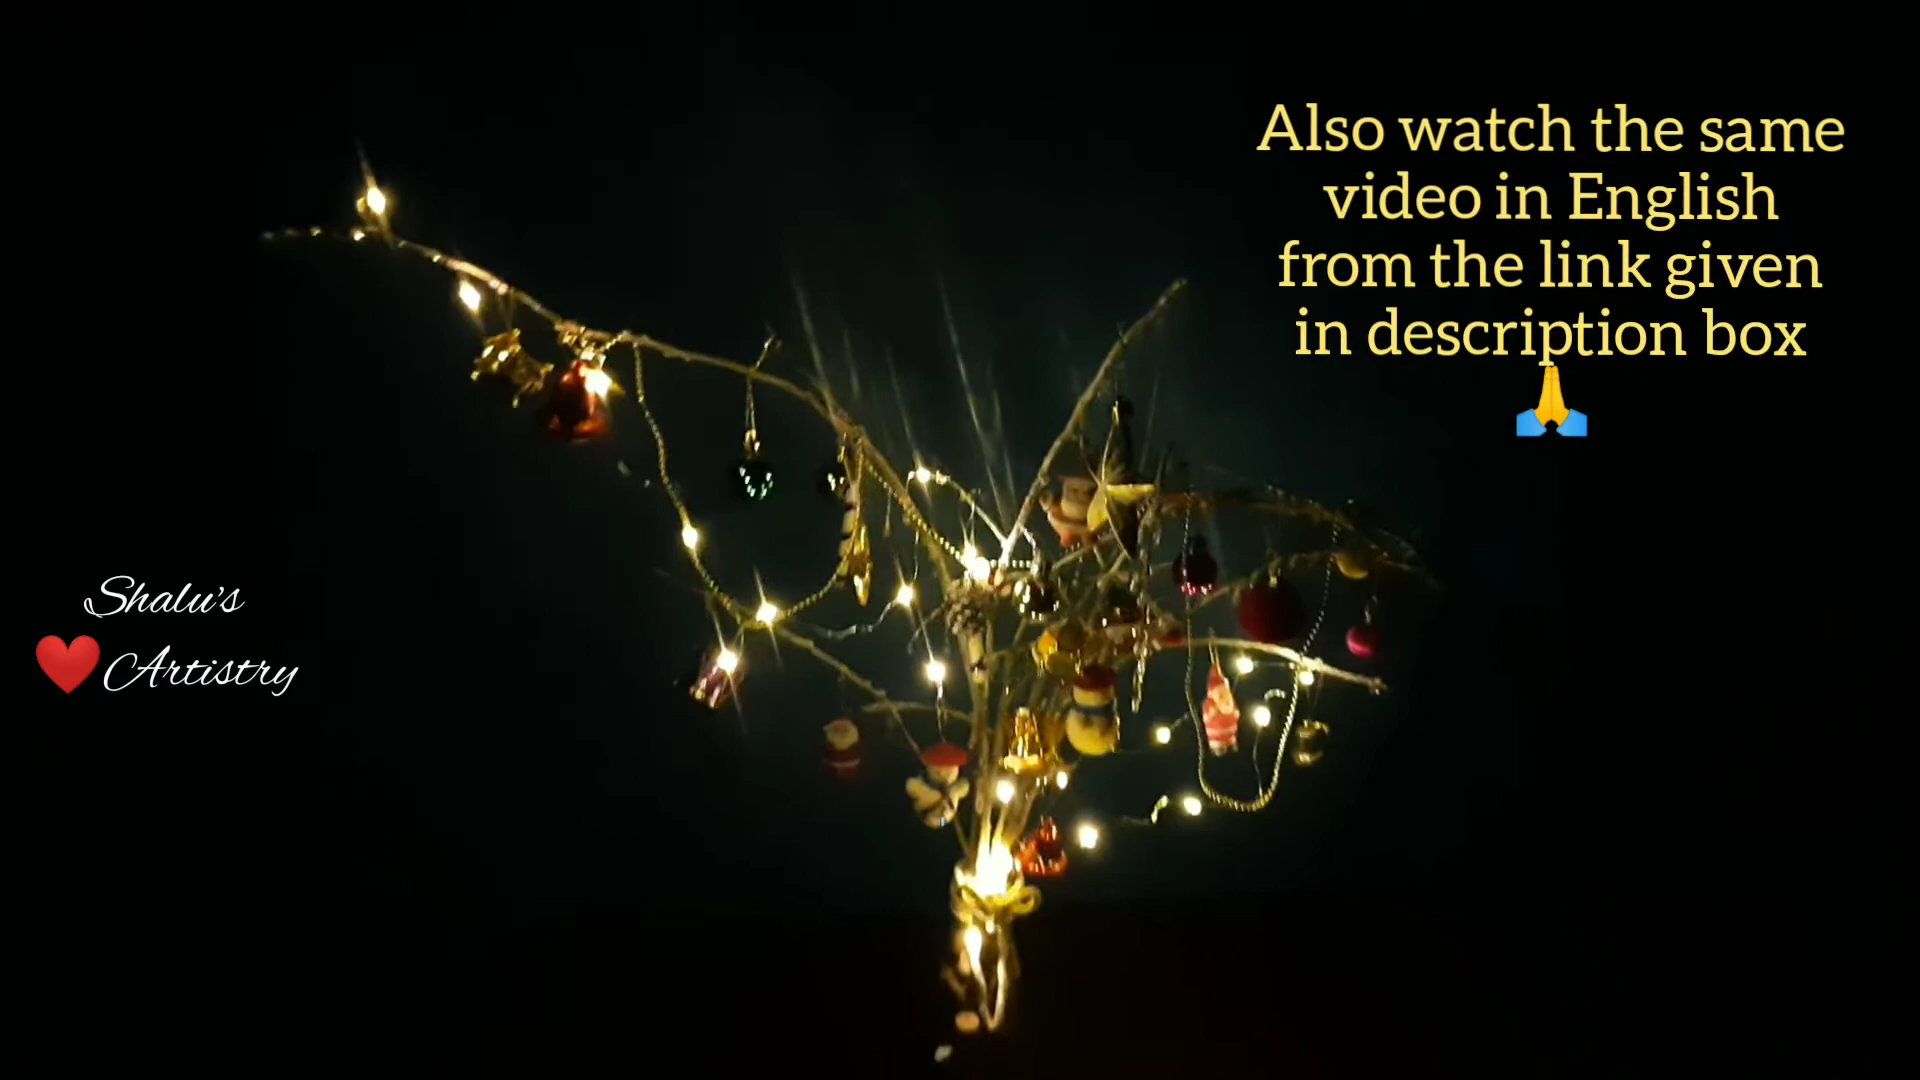 Also watch the same
video in English
from the link given
in description box
🙏
Shalu's
❤️Artistry